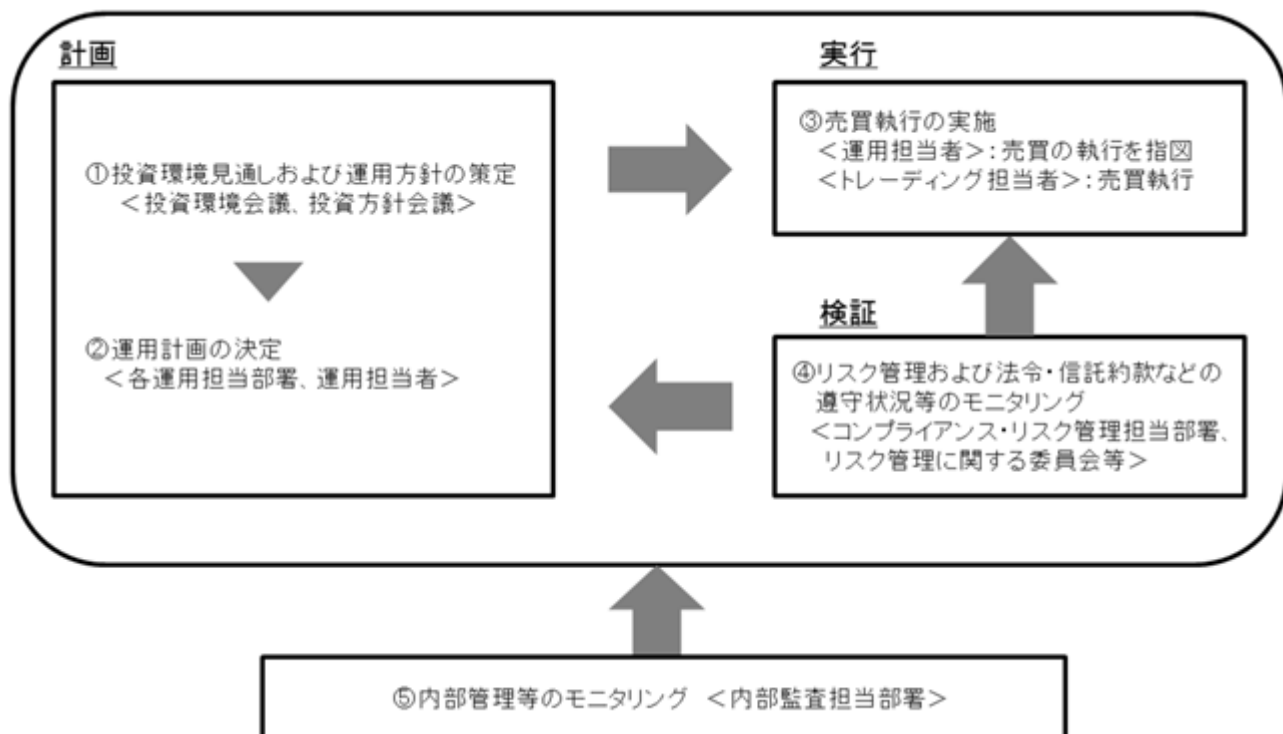 計画
①投資環境見通しおよび運用方針の策定
<投資環境会議、投資方針会議>
②運用計画の決定
<各運用担当部署、運用担当者>
実行
③売買執行の実施
<運用担当者>:売買の執行を指図
<トレーディング担当者>:売買執行
検証
④リスク管理および法令・信託約款などの
遵守状況等のモニタリング
<コンプライアンス・リスク管理担当部署、
リスク管理に関する委員会等>
⑤内部管理等のモニタリング <内部監査担当部署>